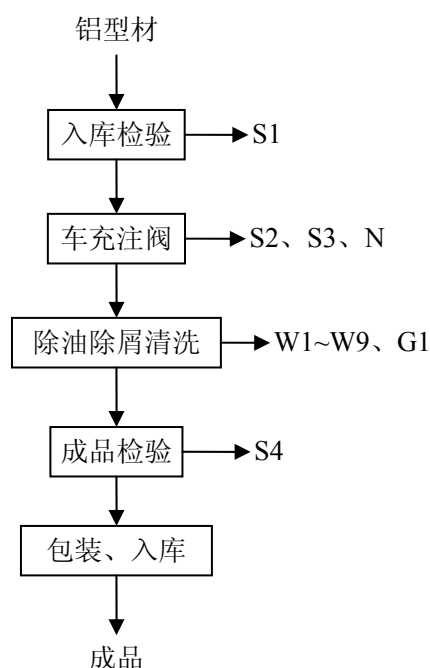 铝型材
入库检验
S1
车充注阀
S2、S3、N
除油除屑清洗
W1~W9、G1
成品检验
S4
包装、入库
成品